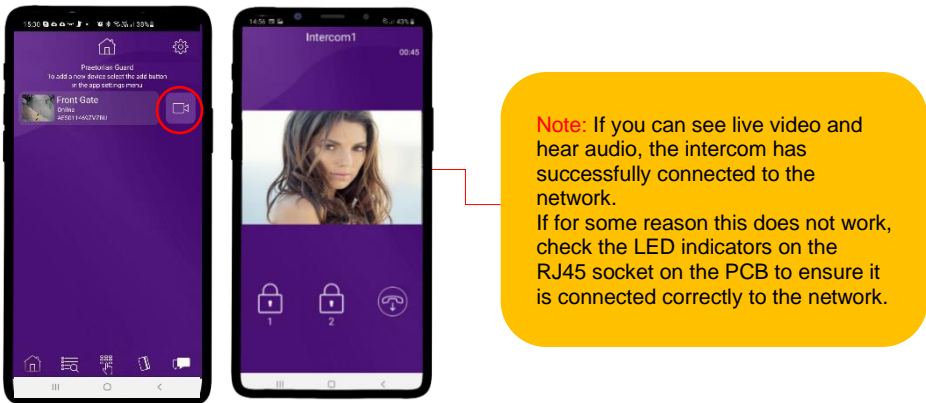 15:30
38%
Praetorian Guard
To add a new device select the add button
in the app settings menu
Front Gate
Online
14:56
43%
Intercom1
00:45
1
2
Note: If you can see live video and
hear audio, the intercom has
successfully connected to the
network.
If for some reason this does not work,
check the LED indicators on the
RJ45 socket on the PCB to ensure it
is connected correctly to the network.